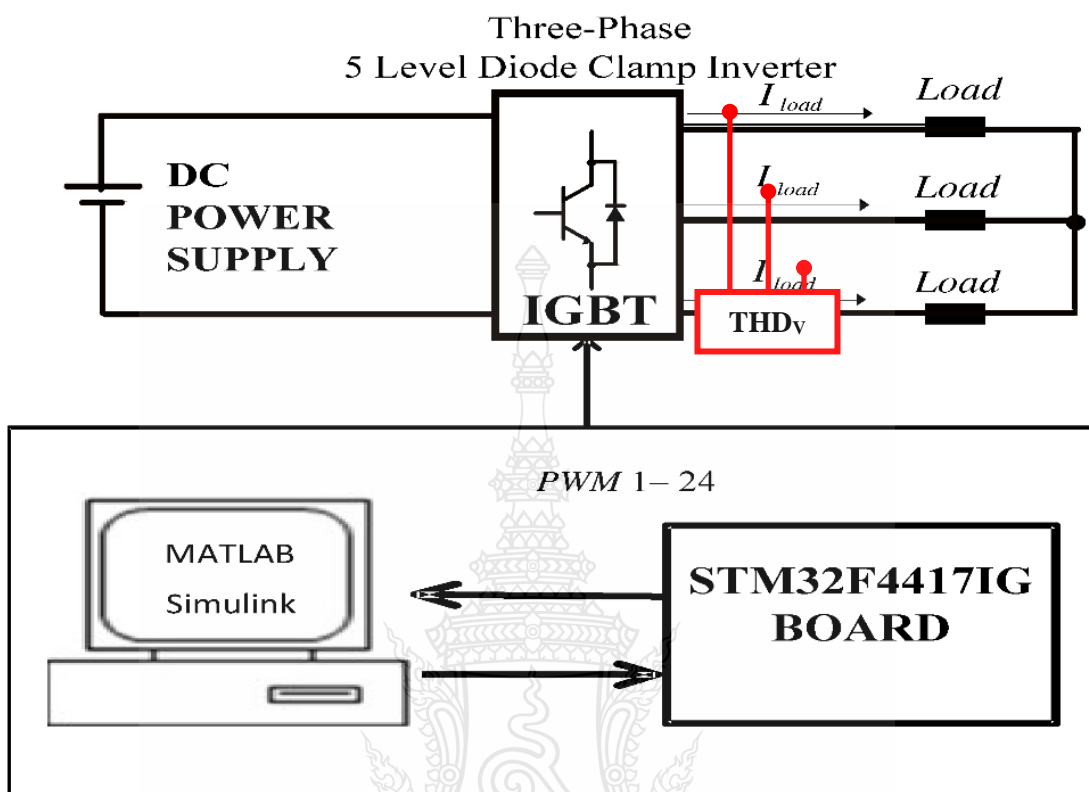 Three-Phase
5 Level Diode Clamp Inverter
I load
Load
DC
POWER
SUPPLY
I load
Load
IGBT
I load
THDV
Load
PWM 1– 24
MATLAB
Simulink
STM32F4417IG
BOARD